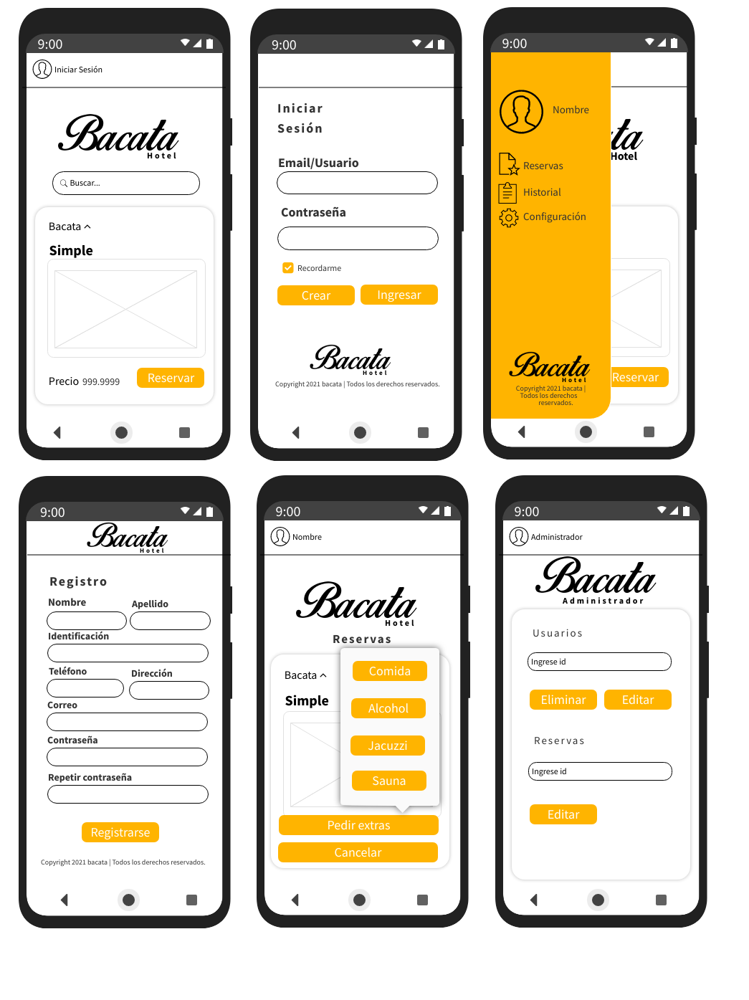 9:00
Iniciar Sesión
Bacata
Hotel
Buscar...
Bacata
Simple
Precio 999.9999
Reservar
9:00
Iniciar
Sesión
Email/Usuario
Contraseña
Recordarme
Crear
Ingresar
Bacata
Hotel
Copyright 2021 bacata | Todos los derechos reservados.
9:00
Nombre
Reservas
Historial
Configuración
ta
Hotel
Reservar
Bacata
Hotel
Copyright 2021 bacata |
Todos los derechos
reservados.
9:00
Bacata
Hotel
Registro
Nombre
Apellido
Identificación
Teléfono
Dirección
Correo
Contraseña
Repetir contraseña
Registrarse
Copyright 2021 bacata | Todos los derechos reservados.
9:00
Nombre
Bacata
Hotel
Reservas
Bacata
Simple
Comida
Alcohol
Jacuzzi
Sauna
Pedir extras
Cancelar
9:00
Administrador
Bacata
Administrador
Usuarios
Ingrese id
Eliminar
Editar
Reservas
Ingrese id
Editar